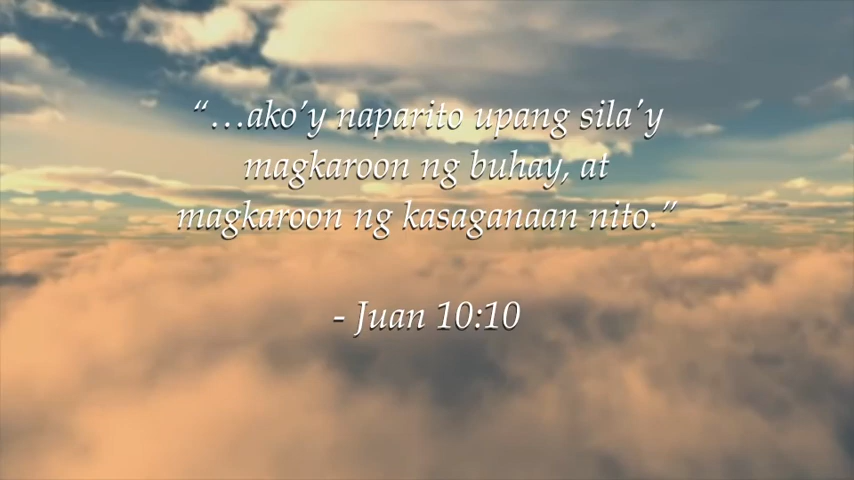 “…ako’y naparito upang sila'y
magkaroon ng buhay, at
magkaroon ng kasaganaan nito.”
- Juan 10:10